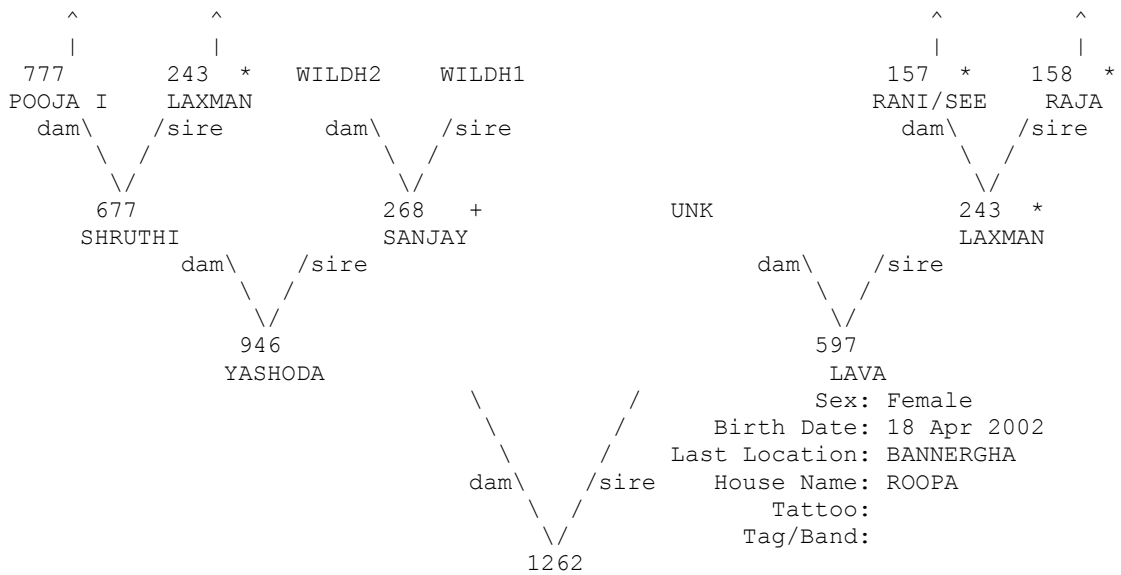 ^ ^ ^ ^
| | | |
777 243 * WILDH2 WILDH1 157 * 158 *
POOJA I LAXMAN RANI/SEE RAJA
dam\ /sire dam\ /sire dam\ /sire
\ / \ / \ /
\/ \/ \/
677 268 + UNK 243 *
SHRUTHI SANJAY LAXMAN
dam\ /sire dam\ /sire
\ / \ /
\/ \/
946 597
YASHODA LAVA
\ / Sex: Female
\ / Birth Date: 18 Apr 2002
\ / Last Location: BANNERGHA
dam\ /sire House Name: ROOPA
\ / Tattoo:
\/ Tag/Band:
1262